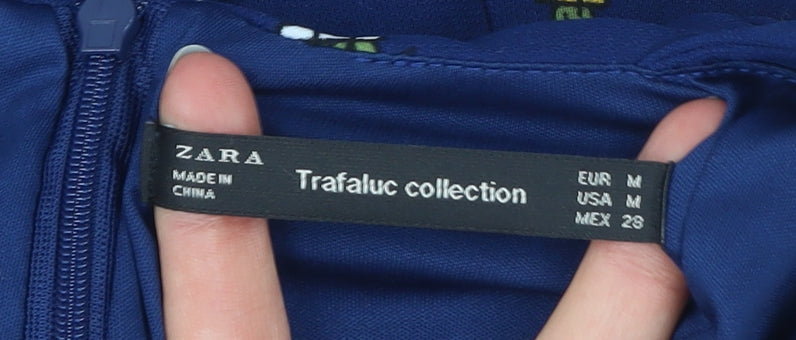 ZARA
MADE IN
CHINA
Trafaluc collection
EUR M
USA M
MEX 28